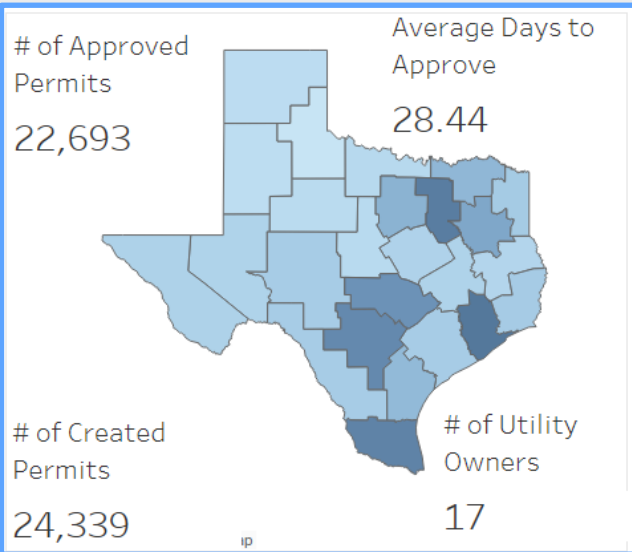 # of Approved
Permits
22,693
Average Days to
Approve
28.44
# of Created
Permits
24,339
# of Utility
Owners
17